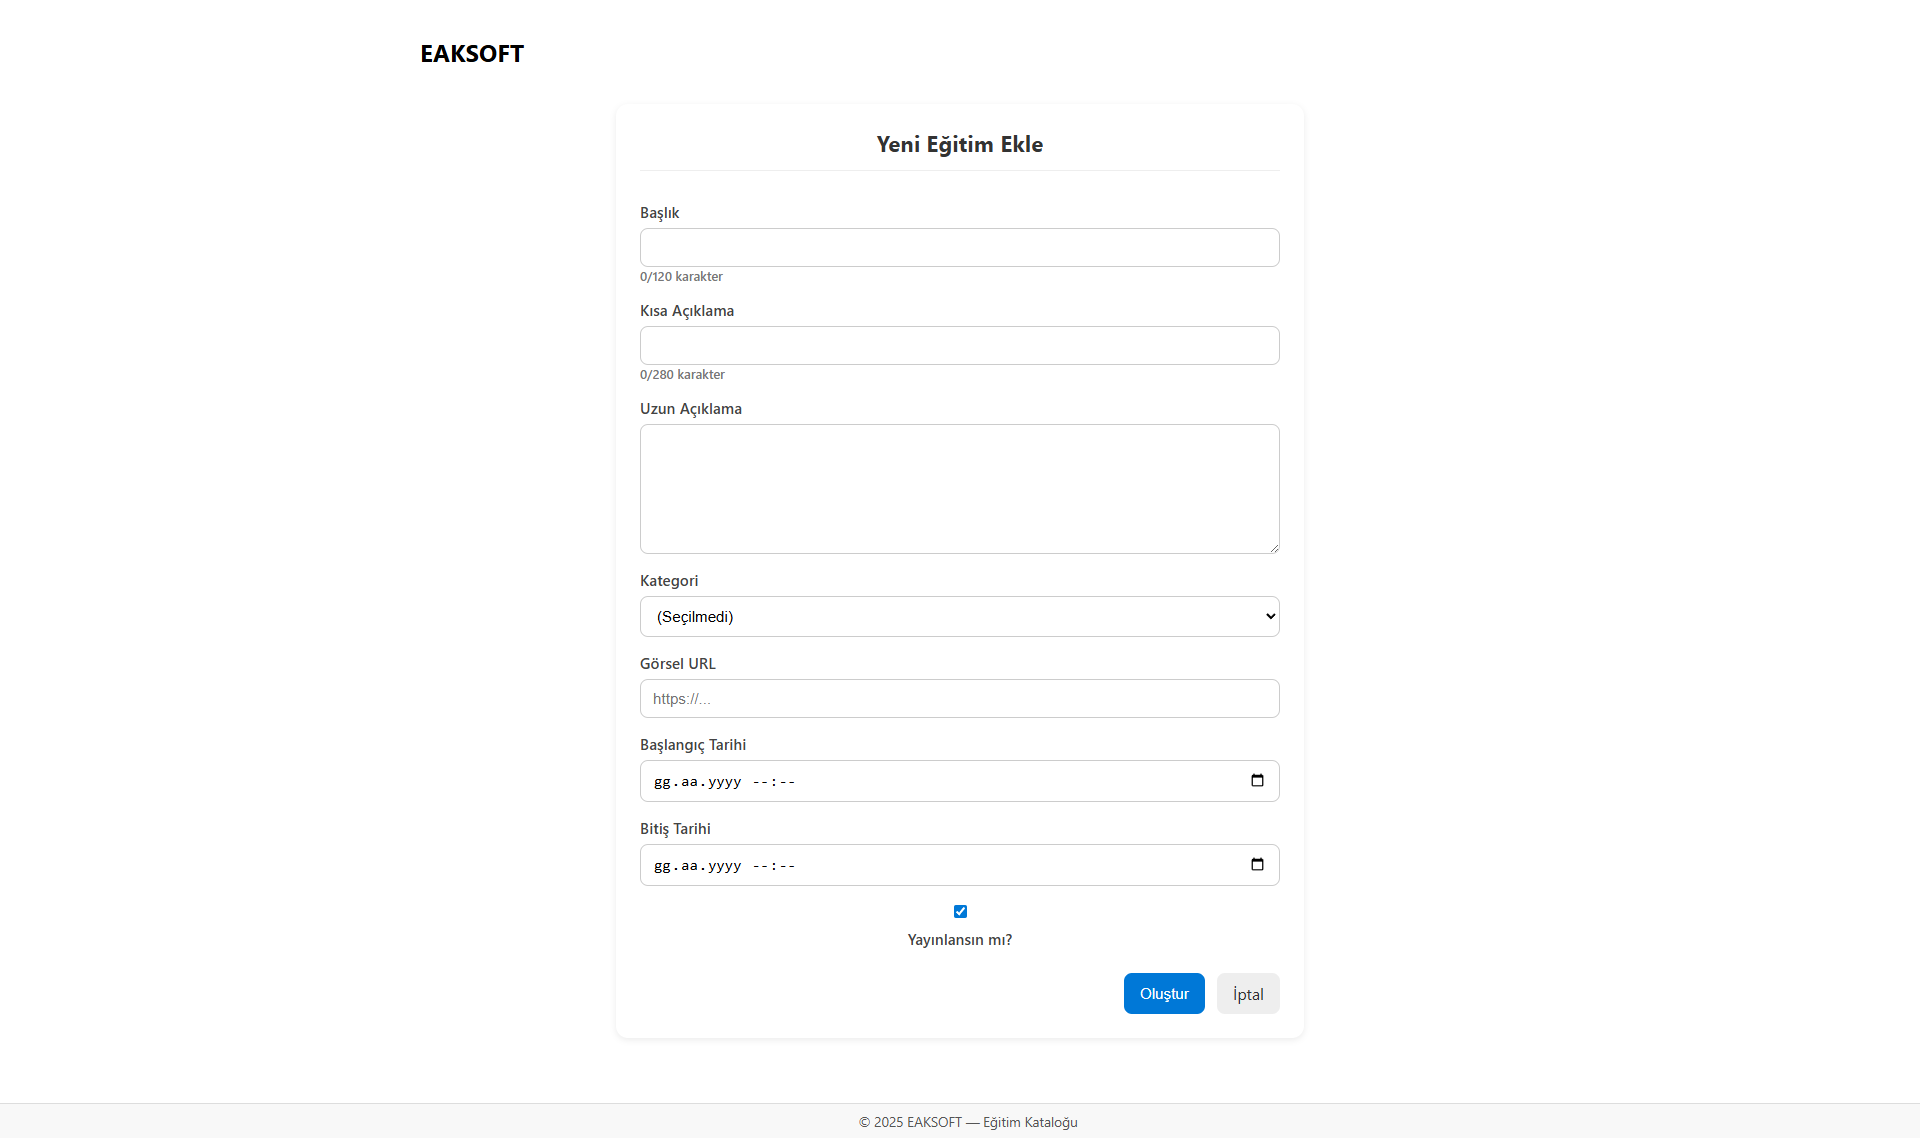 EAKSOFT
Yeni Eğitim Ekle
Başlık
0/120 karakter
Kısa Açıklama
0/280 karakter
Uzun Açıklama
Kategori
(Seçilmedi)
Görsel URL
https://...
Başlangıç Tarihi
gg.aa.yyyy --:--
Bitiş Tarihi
gg.aa.yyyy --:--
Yayınlansın mı?
Oluştur İptal
© 2025 EAKSOFT — Eğitim Kataloğu